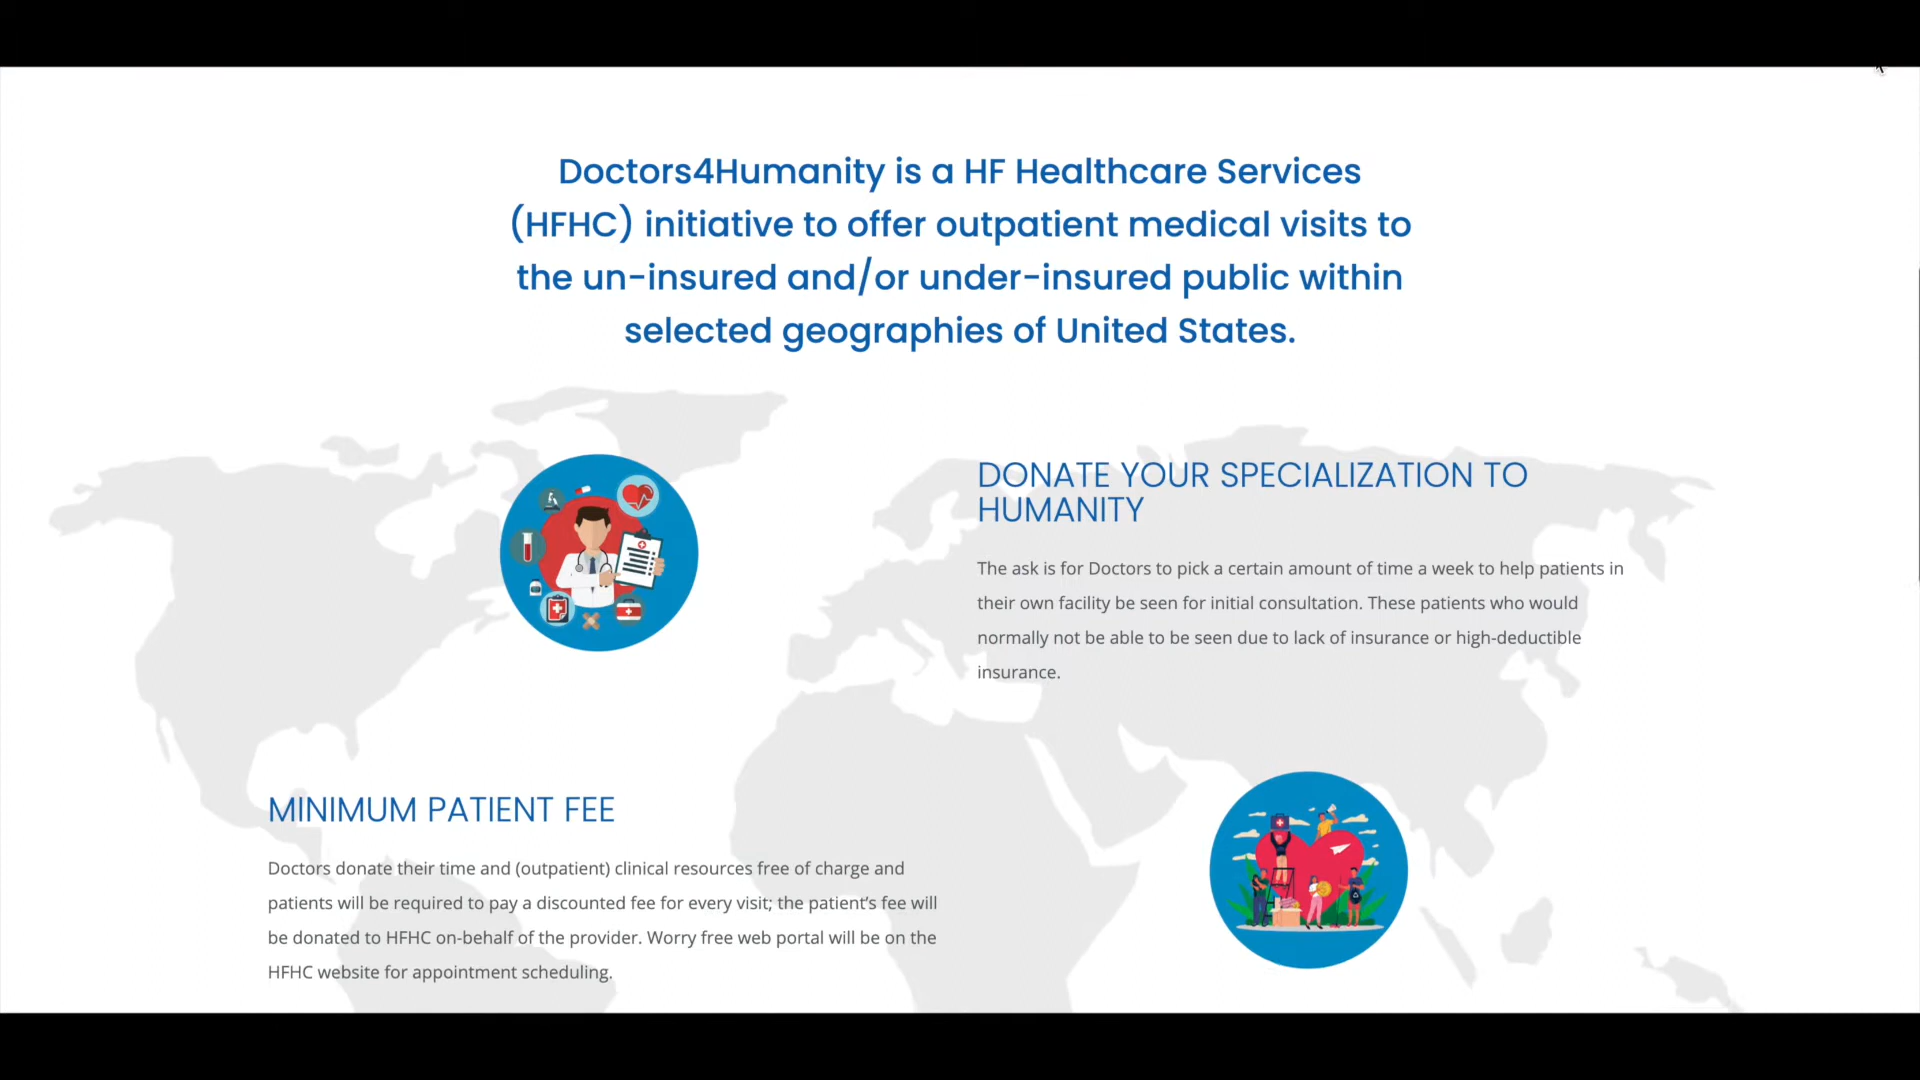 Doctors4Humanity is a HF Healthcare Services
(HFHC) initiative to offer outpatient medical visits to
the un-insured and/or under-insured public within
selected geographies of United States.
DONATE YOUR SPECIALIZATION TO
HUMANITY
The ask is for Doctors to pick a certain amount of time a week to help patients in
their own facility be seen for initial consultation. These patients who would
normally not be able to be seen due to lack of insurance or high-deductible
insurance.
MINIMUM PATIENT FEE
Doctors donate their time and (outpatient) clinical resources free of charge and
patients will be required to pay a discounted fee for every visit; the patient’s fee will
be donated to HFHC on-behalf of the provider. Worry free web portal will be on the
HFHC website for appointment scheduling.